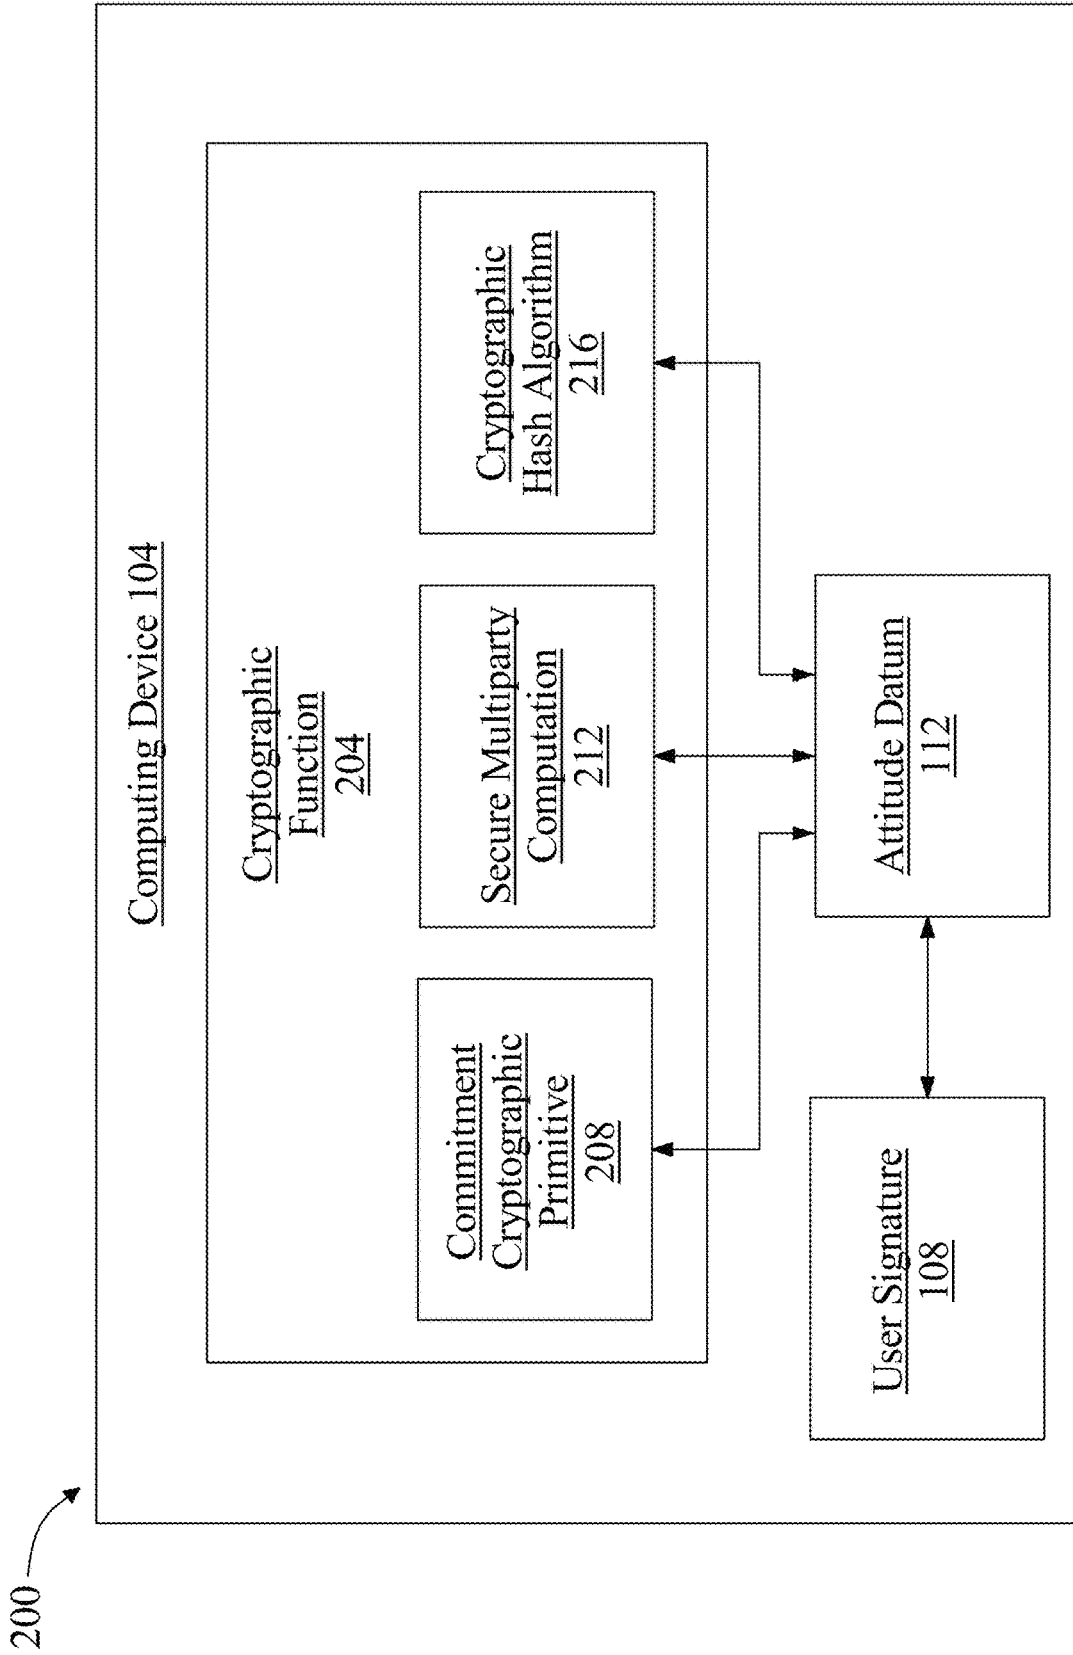 200
Computing Device 104
Cryptographic
Function
204
Commitment
Cryptographic
Primitive
208
Secure Multiparty
Computation
212
Cryptographic
Hash Algorithm
216
User Signature
108
Attitude Datum
112